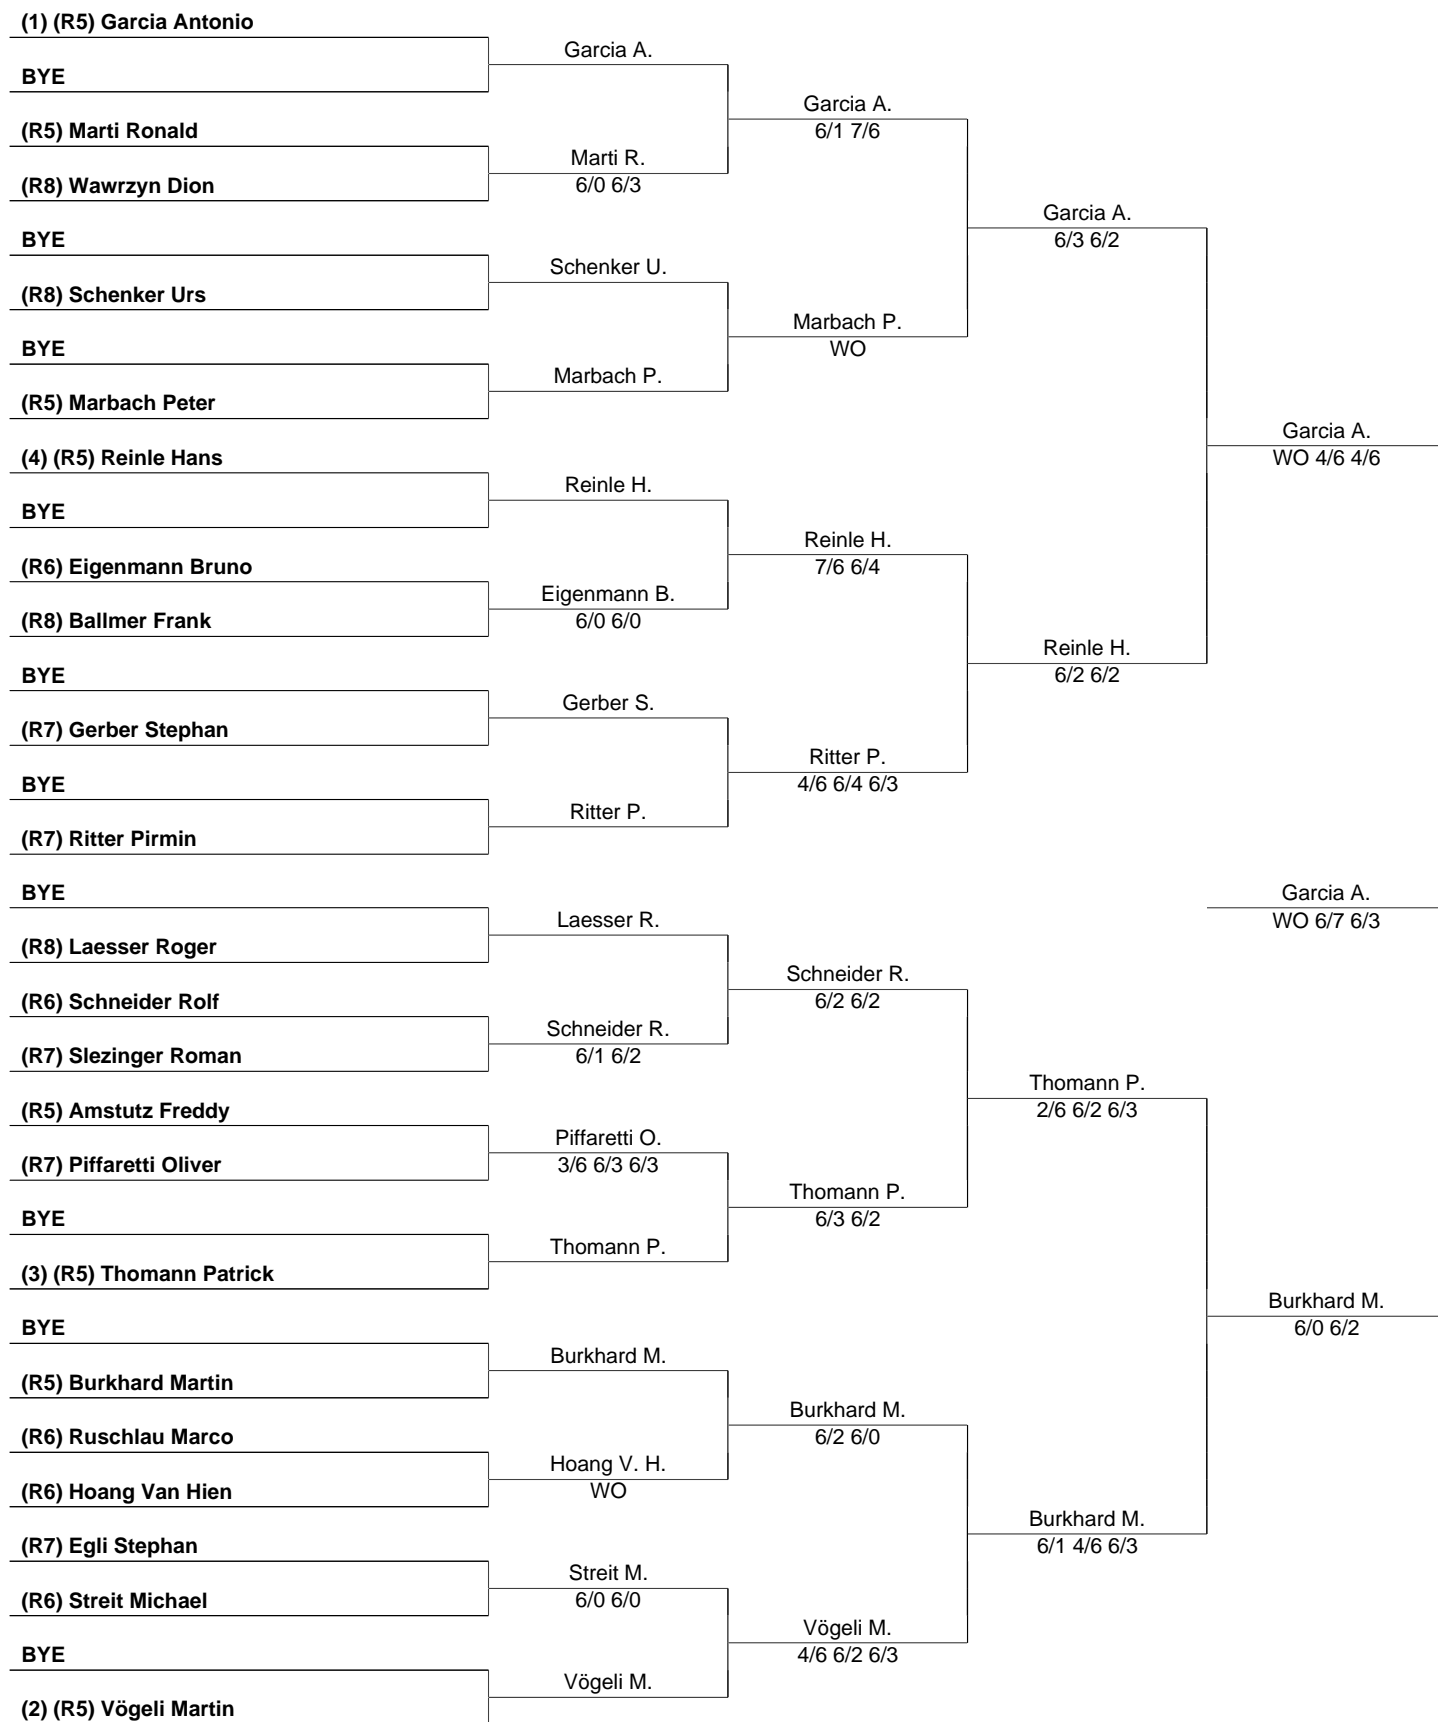 (1) (R5) Garcia Antonio
BYE
(R5) Marti Ronald
(R8) Wawrzyn Dion
BYE
(R8) Schenker Urs
BYE
(R5) Marbach Peter
(4) (R5) Reinle Hans
BYE
(R6) Eigenmann Bruno
(R8) Ballmer Frank
BYE
(R7) Gerber Stephan
BYE
(R7) Ritter Pirmin
BYE
(R8) Laesser Roger
(R6) Schneider Rolf
(R7) Slezinger Roman
(R5) Amstutz Freddy
(R7) Piffaretti Oliver
BYE
(3) (R5) Thomann Patrick
BYE
(R5) Burkhard Martin
(R6) Ruschlau Marco
(R6) Hoang Van Hien
(R7) Egli Stephan
(R6) Streit Michael
BYE
(2) (R5) Vögeli Martin
Garcia A.
Marti R.
6/0 6/3
Schenker U.
Marbach P.
Reinle H.
Eigenmann B.
6/0 6/0
Gerber S.
Ritter P.
Laesser R.
Schneider R.
6/1 6/2
Piffaretti O.
3/6 6/3 6/3
Thomann P.
Burkhard M.
Hoang V. H.
WO
Streit M.
6/0 6/0
Vögeli M.
Garcia A.
6/1 7/6
Marbach P.
WO
Reinle H.
7/6 6/4
Ritter P.
4/6 6/4 6/3
Schneider R.
6/2 6/2
Thomann P.
6/3 6/2
Burkhard M.
6/2 6/0
Vögeli M.
4/6 6/2 6/3
Garcia A.
6/3 6/2
Reinle H.
6/2 6/2
Thomann P.
2/6 6/2 6/3
Burkhard M.
6/1 4/6 6/3
Garcia A.
WO 4/6 4/6
Garcia A.
WO 6/7 6/3
Burkhard M.
6/0 6/2